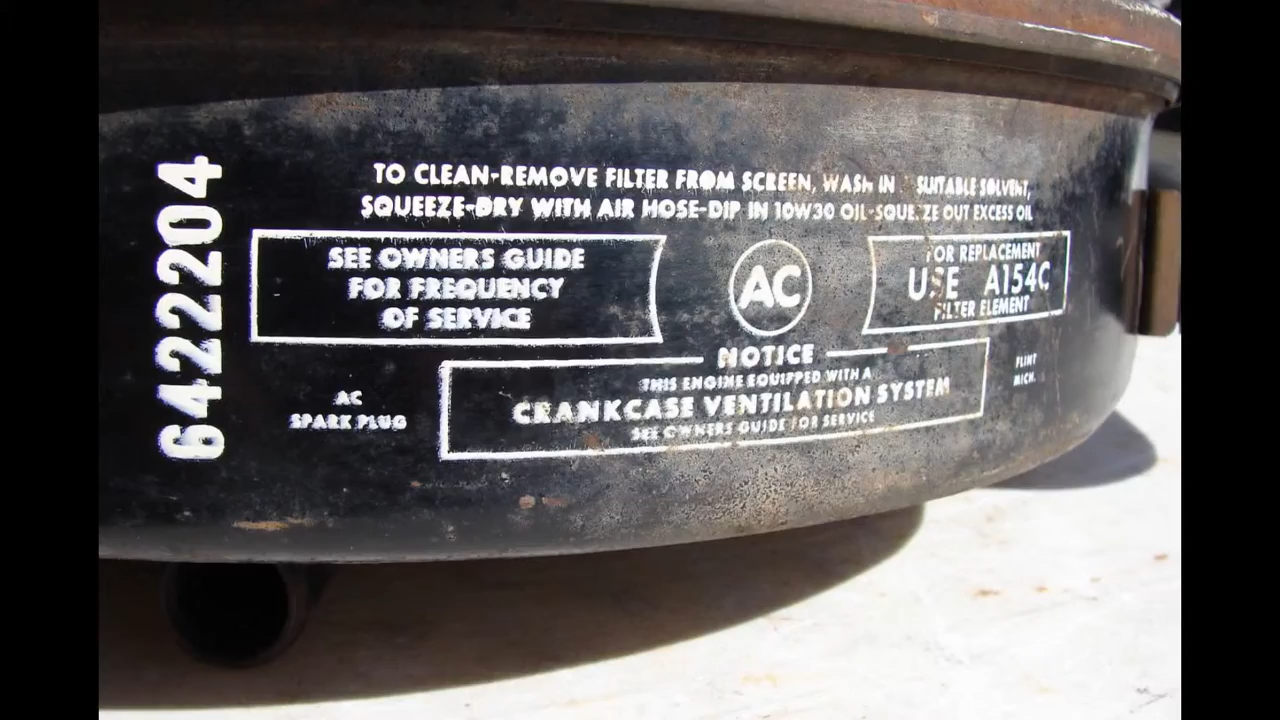 6422204
TO CLEAN-REMOVE FILTER FROM SCREEN, WASH IN SUITABLE SOLVENT,
SQUEEZE-DRY WITH AIR HOSE-DIP IN 10W30 OIL-SQUE.ZE OUT EXCESS OIL
SEE OWNERS GUIDE
FOR FREQUENCY
OF SERVICE
AC
FOR REPLACEMENT
USE A154C
FILTER ELEMENT
NOTICE
THIS ENGINE EQUIPPED WITH A
CRANKCASE VENTILATION SYSTEM
SEE OWNERS GUIDE FOR SERVICE
AC
SPARK PLUG
FLINT
MICH.